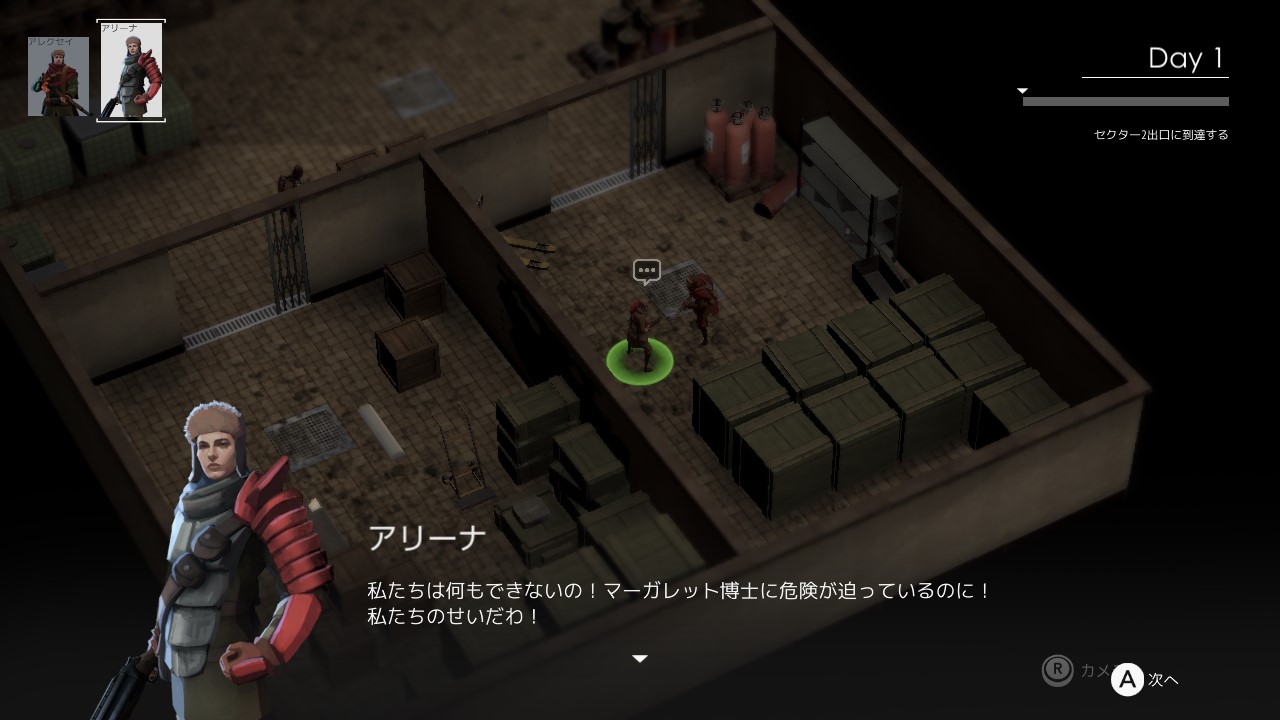 アレクセイ
アリーナ
Day 1
セクター2出口に到達する
アリーナ
私たちは何もできないの！マーガレット博士に危険が迫っているのに！
私たちのせいだわ！
R カメ
A 次へ